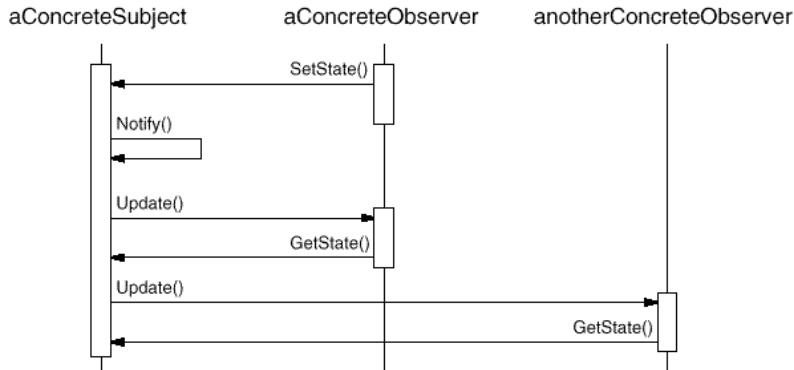 aConcreteSubject aConcreteObserver anotherConcreteObserver
SetState()
Notify()
Update()
GetState()
Update()
GetState()